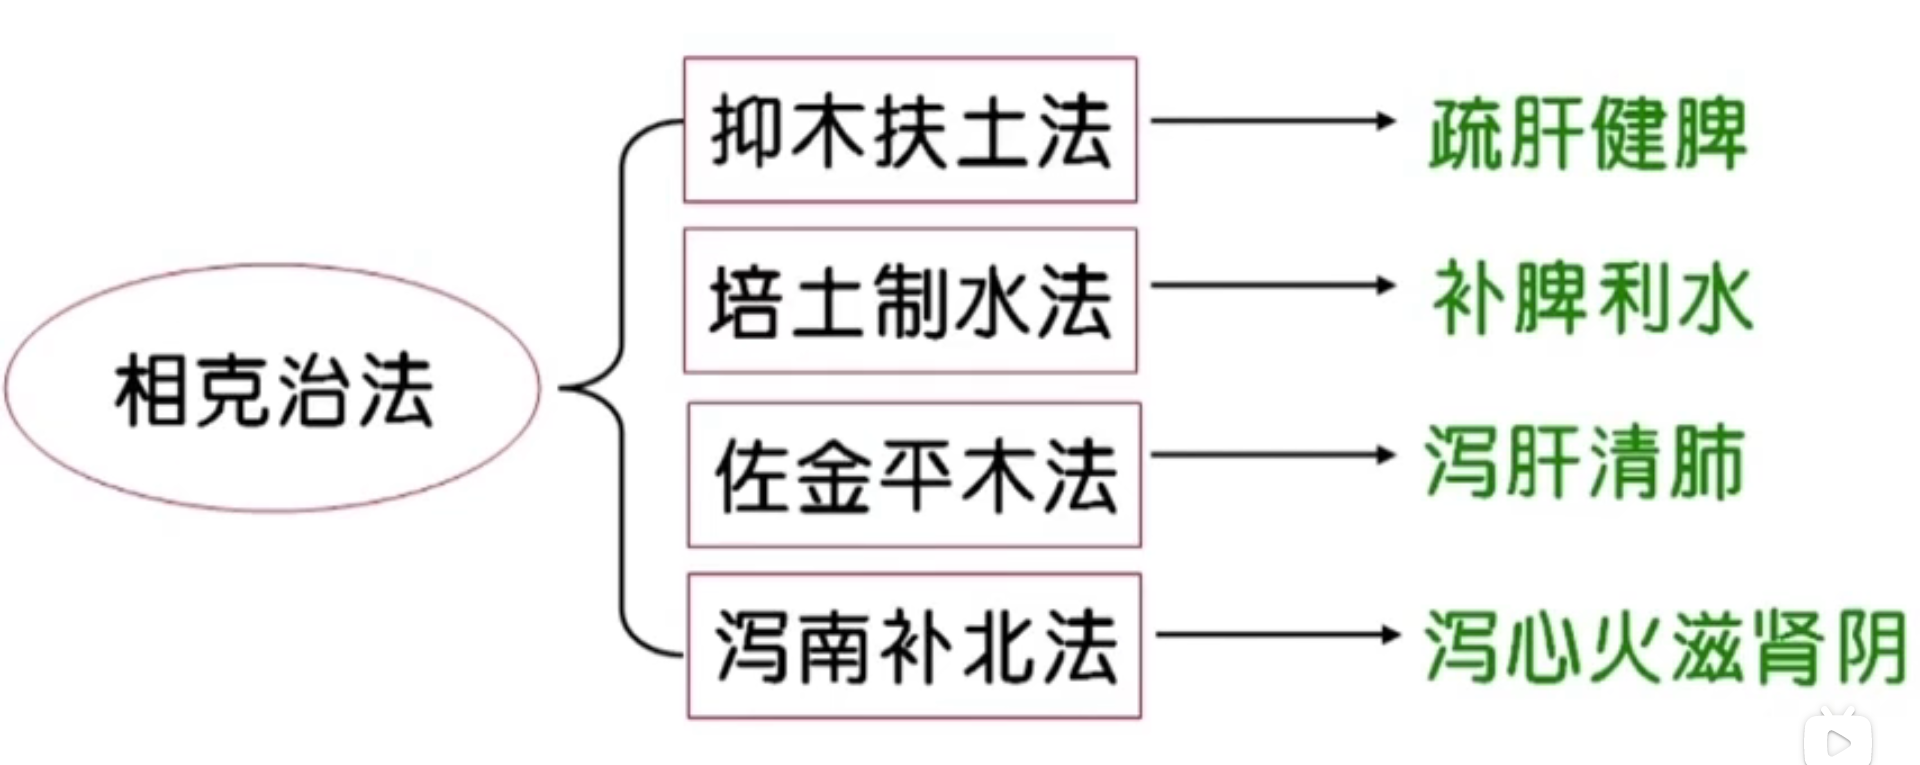 相克治法
抑木扶土法
疏肝健脾
培土制水法
补脾利水
佐金平木法
泻肝清肺
泻南补北法
泻心火滋肾阴